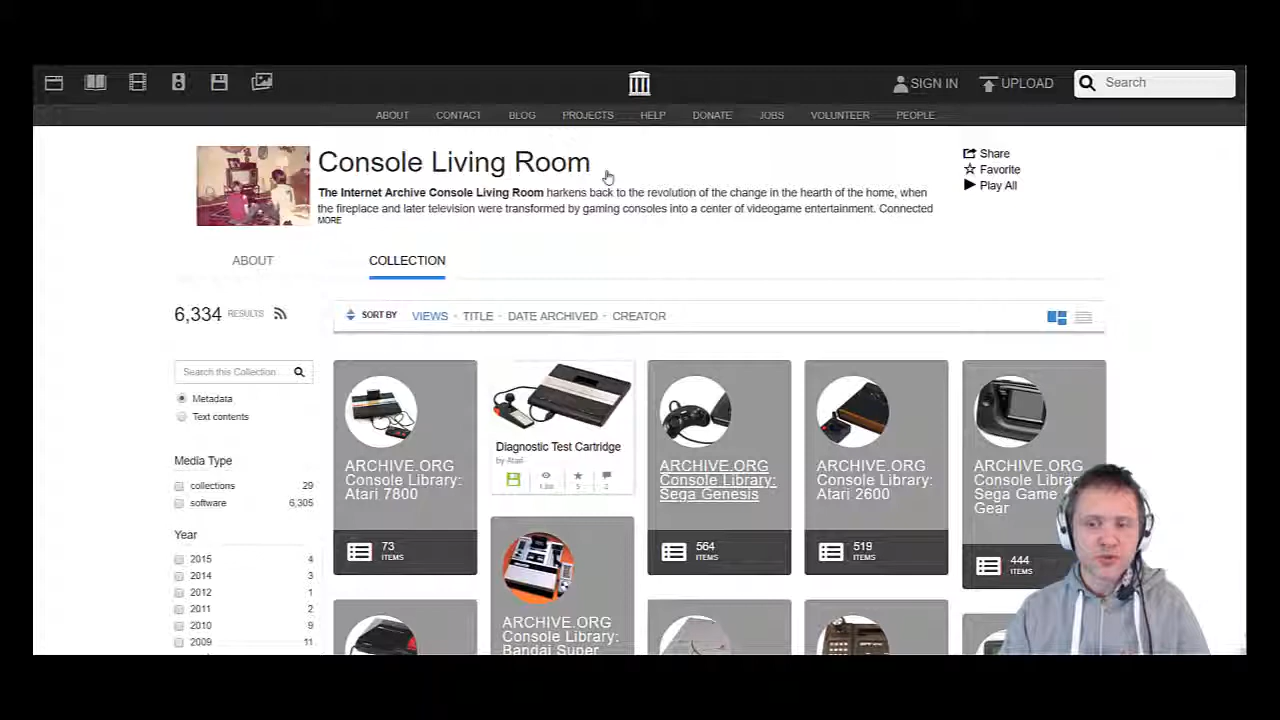 SIGN IN
UPLOAD
Search
ABOUT
CONTACT
BLOG
PROJECTS
HELP
DONATE
JOBS
VOLUNTEER
PEOPLE
Console Living Room
The Internet Archive Console Living Room harkens back to the revolution of the change in the hearth of the home, when
the fireplace and later television were transformed by gaming consoles into a center of videogame entertainment. Connected
MORE
Share
Favorite
Play All
ABOUT
COLLECTION
6,334 RESULTS
SORT BY VIEWS · TITLE · DATE ARCHIVED · CREATOR
Search this Collection
Metadata
Text contents
Media Type
collections 29
software 6,305
Year
2015 4
2014 3
2012 1
2011 2
2010 9
2009 11
ARCHIVE.ORG
Console Library:
Atari 7800
73
ITEMS
Diagnostic Test Cartridge
by Atari
ARCHIVE.ORG
Console Library:
Bandai Super
ARCHIVE.ORG
Console Library:
Sega Genesis
564
ITEMS
ARCHIVE.ORG
Console Library:
Atari 2600
519
ITEMS
ARCHIVE.ORG
Console
Sega Game
Gear
444
ITEMS